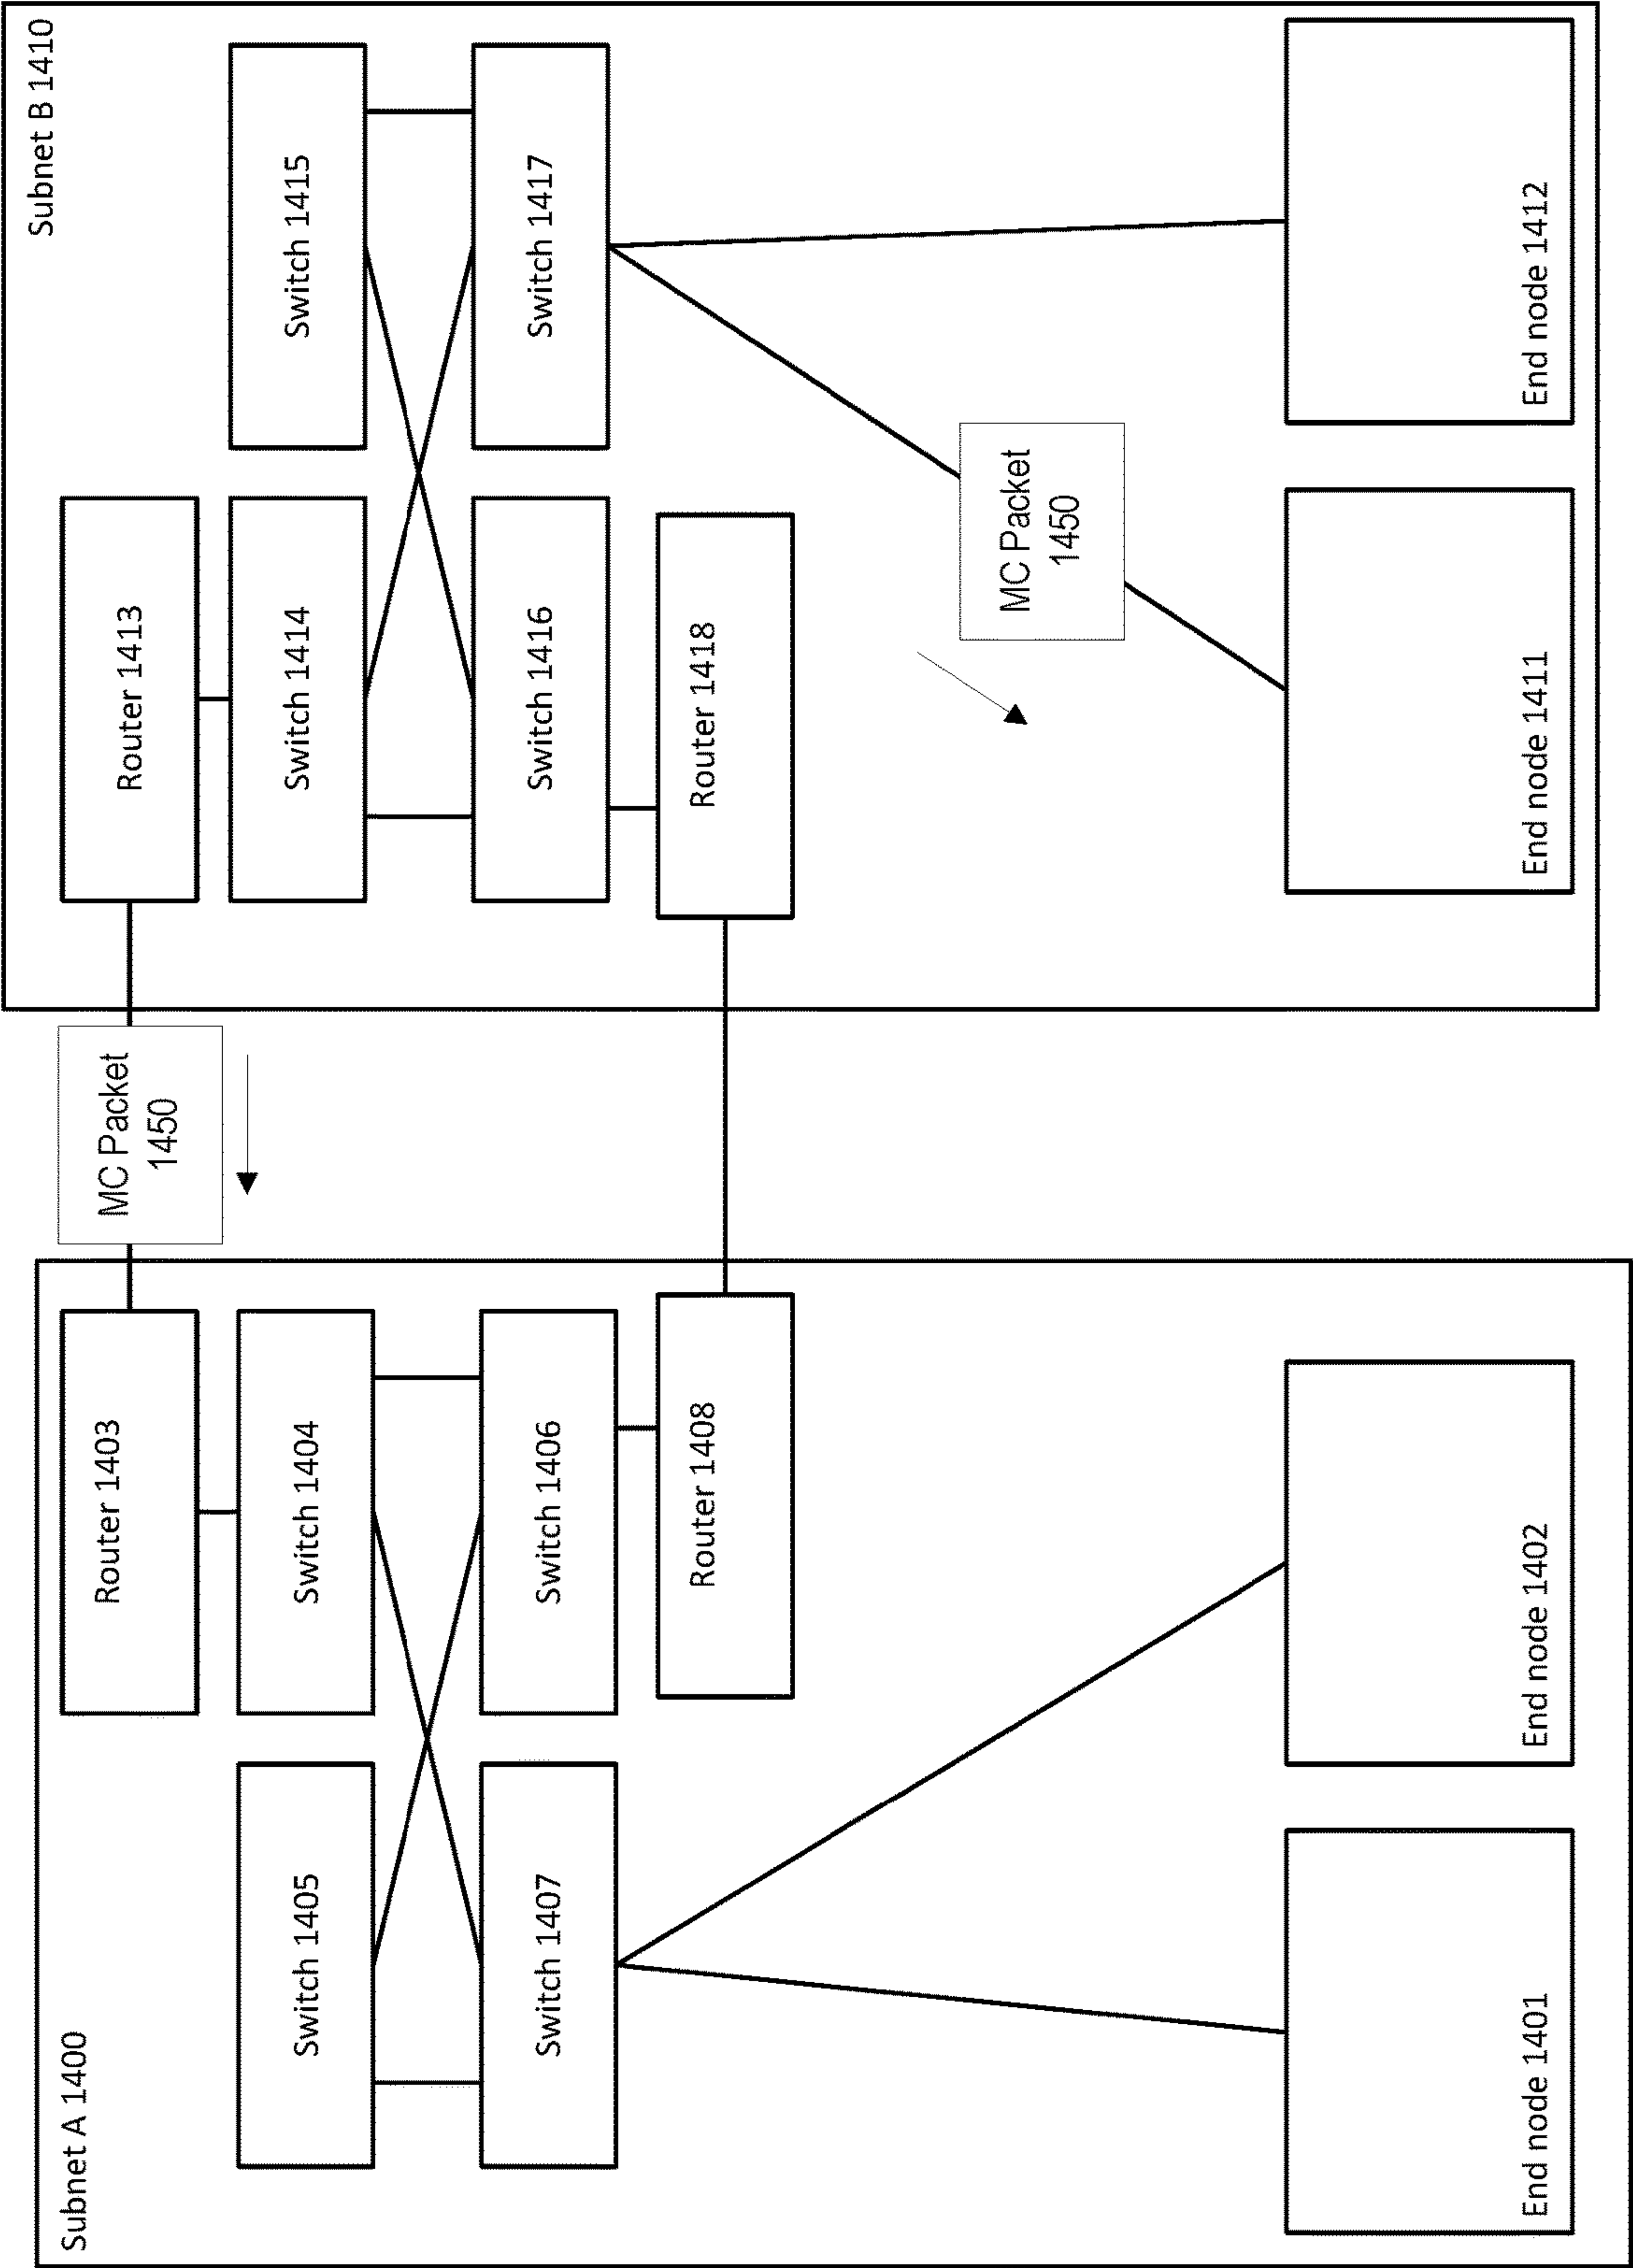 Subnet A 1400
Router 1403
Switch 1405
Switch 1404
Switch 1407
Switch 1406
Router 1408
End node 1401
End node 1402
MC Packet
1450
Subnet B 1410
Router 1413
Switch 1414
Switch 1415
Switch 1416
Switch 1417
Router 1418
MC Packet
1450
End node 1411
End node 1412